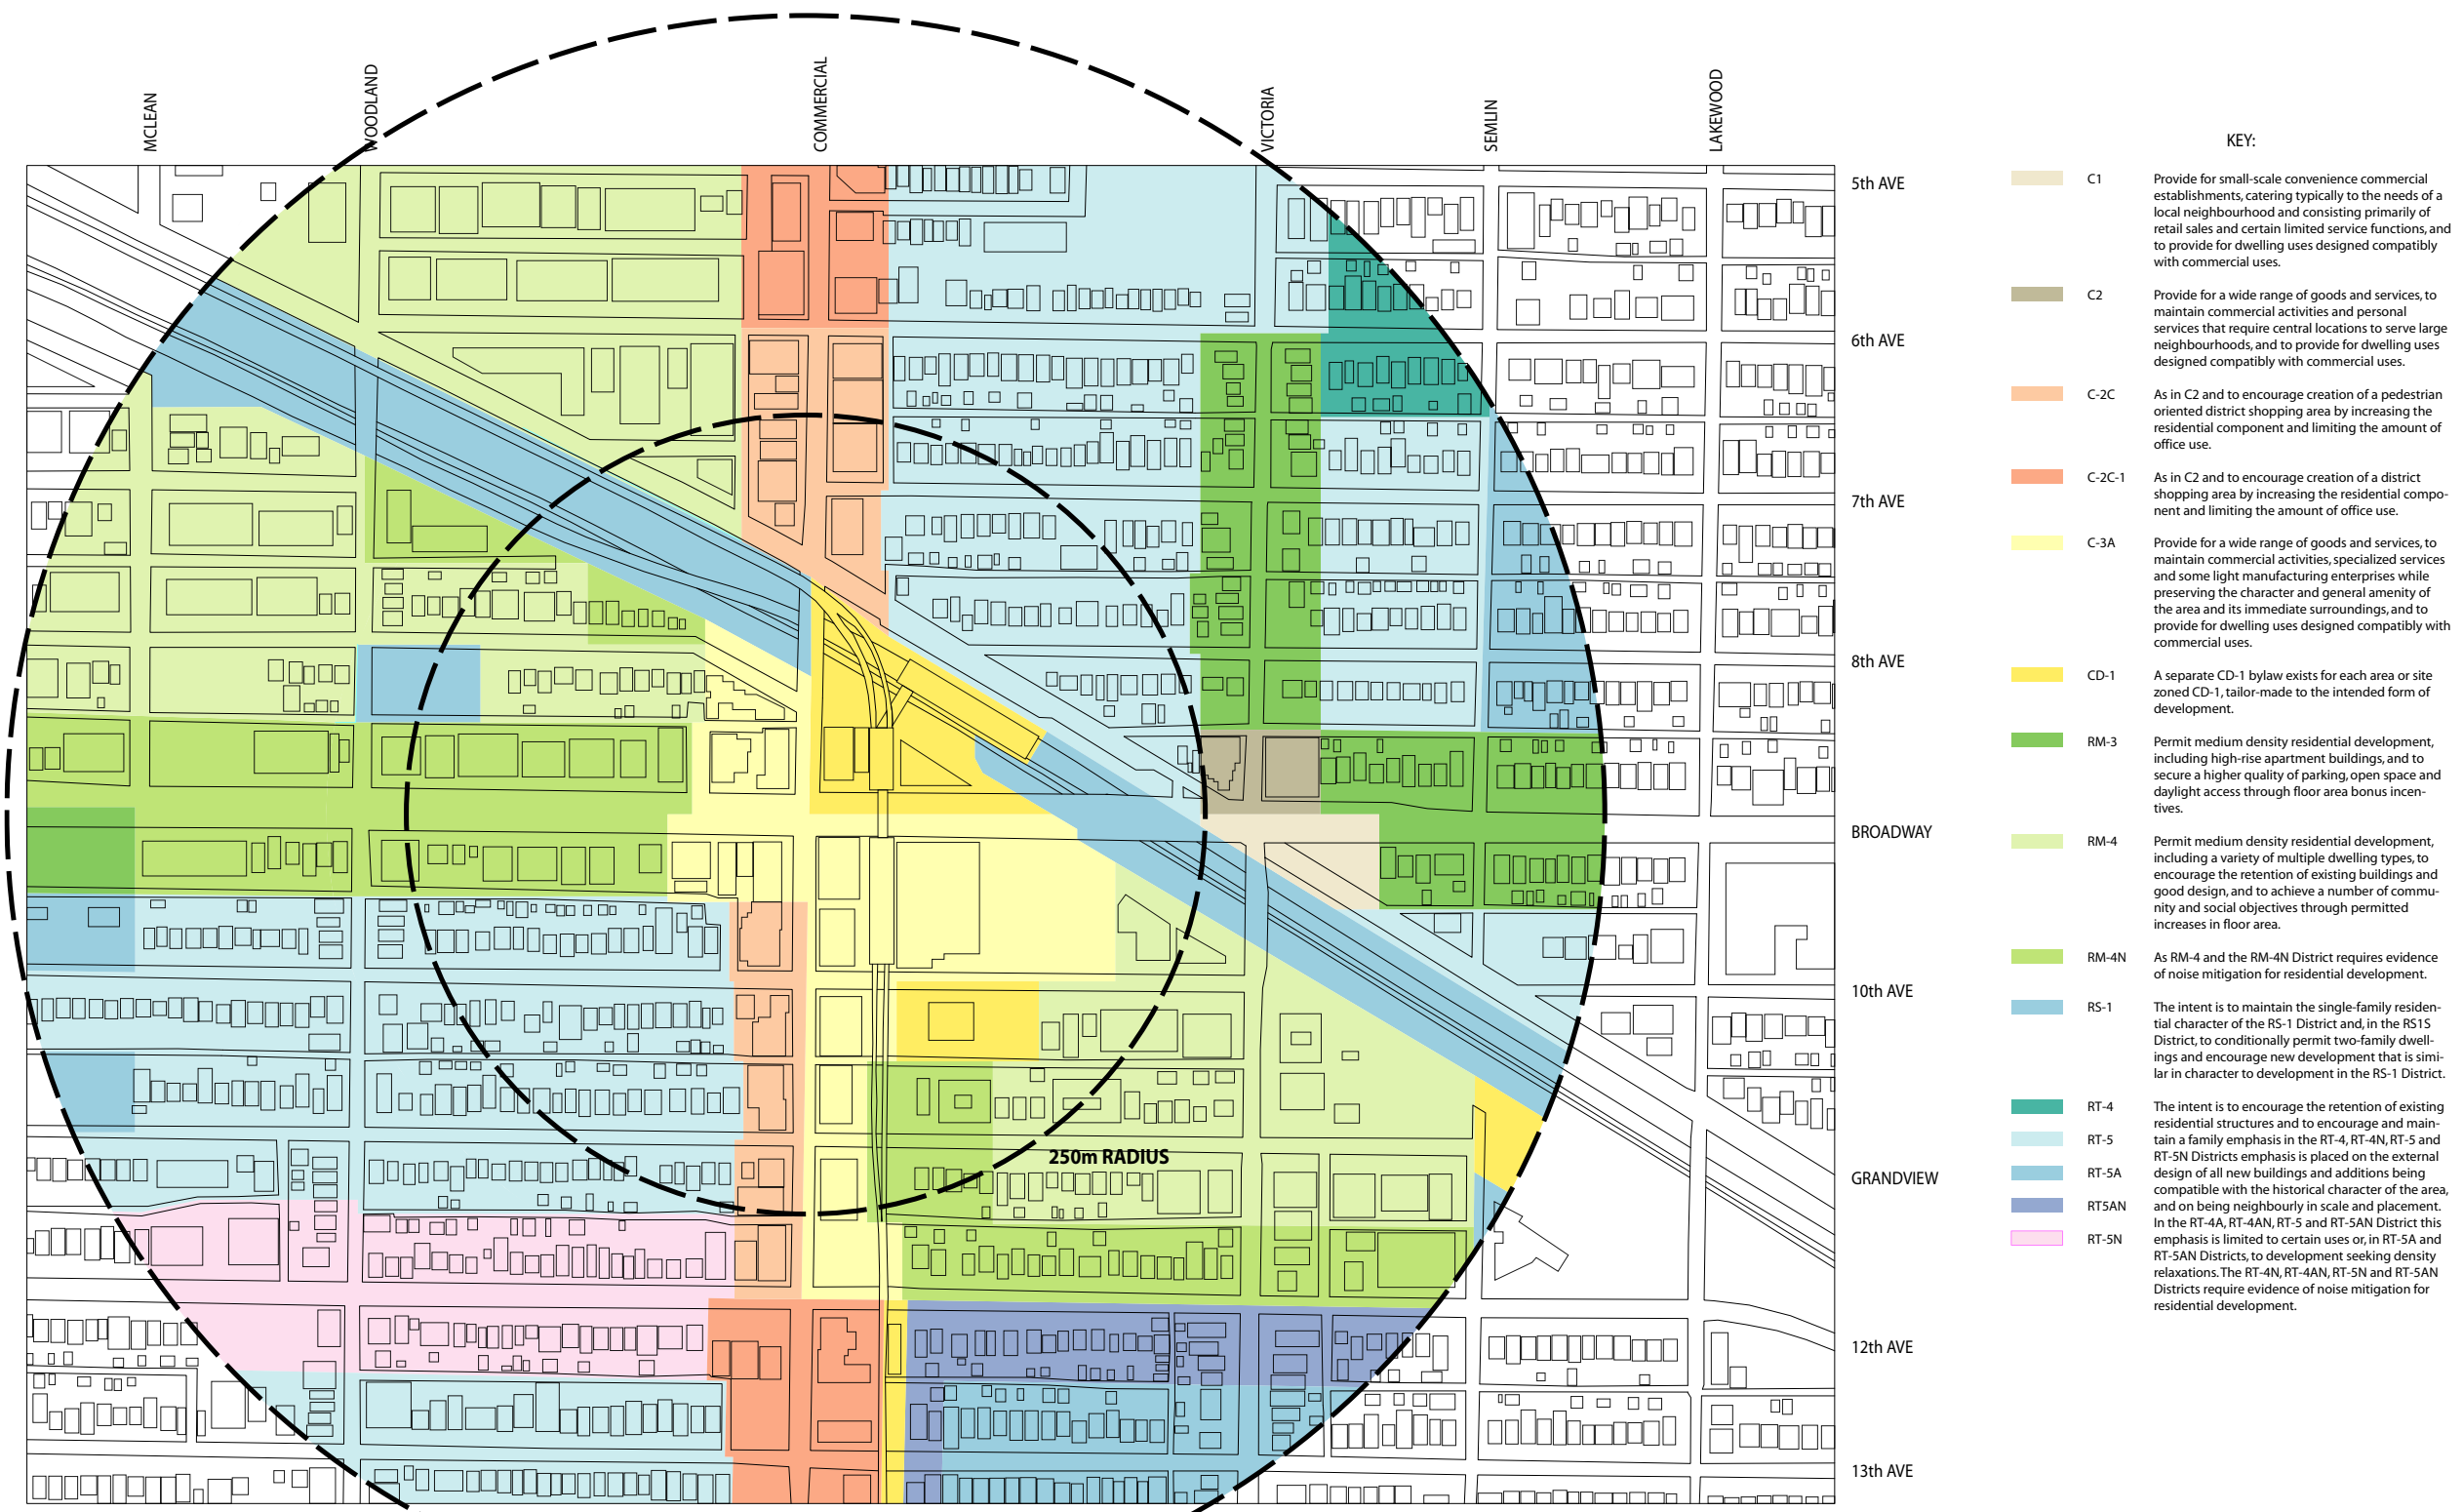 MCLEAN
WOODLAND
COMMERCIAL
VICTORIA
SEMLIN
LAKEWOOD
5th AVE
6th AVE
7th AVE
8th AVE
BROADWAY
10th AVE
GRANDVIEW
12th AVE
13th AVE
250m RADIUS
KEY:
C1
Provide for small-scale convenience commercial
establishments, catering typically to the needs of a
local neighbourhood and consisting primarily of
retail sales and certain limited service functions, and
to provide for dwelling uses designed compatibly
with commercial uses.
C2
Provide for a wide range of goods and services, to
maintain commercial activities and personal
services that require central locations to serve large
neighbourhoods, and to provide for dwelling uses
designed compatibly with commercial uses.
C-2C
As in C2 and to encourage creation of a pedestrian
oriented district shopping area by increasing the
residential component and limiting the amount of
office use.
C-2C-1
As in C2 and to encourage creation of a district
shopping area by increasing the residential compo-
nent and limiting the amount of office use.
C-3A
Provide for a wide range of goods and services, to
maintain commercial activities, specialized services
and some light manufacturing enterprises while
preserving the character and general amenity of
the area and its immediate surroundings, and to
provide for dwelling uses designed compatibly with
commercial uses.
CD-1
A separate CD-1 bylaw exists for each area or site
zoned CD-1, tailor-made to the intended form of
development.
RM-3
Permit medium density residential development,
including high-rise apartment buildings, and to
secure a higher quality of parking, open space and
daylight access through floor area bonus incen-
tives.
RM-4
Permit medium density residential development,
including a variety of multiple dwelling types, to
encourage the retention of existing buildings and
good design, and to achieve a number of commu-
nity and social objectives through permitted
increases in floor area.
RM-4N
As RM-4 and the RM-4N District requires evidence
of noise mitigation for residential development.
RS-1
The intent is to maintain the single-family residen-
tial character of the RS-1 District and, in the RS1S
District, to conditionally permit two-family dwell-
ings and encourage new development that is simi-
lar in character to development in the RS-1 District.
RT-4
RT-5
RT-5A
RT5AN
RT-5N
The intent is to encourage the retention of existing
residential structures and to encourage and main-
tain a family emphasis in the RT-4, RT-4N, RT-5 and
RT-5N Districts emphasis is placed on the external
design of all new buildings and additions being
compatible with the historical character of the area,
and on being neighbourly in scale and placement.
In the RT-4A, RT-4AN, RT-5 and RT-5AN District this
emphasis is limited to certain uses or, in RT-5A and
RT-5AN Districts, to development seeking density
relaxations. The RT-4N, RT-4AN, RT-5N and RT-5AN
Districts require evidence of noise mitigation for
residential development.